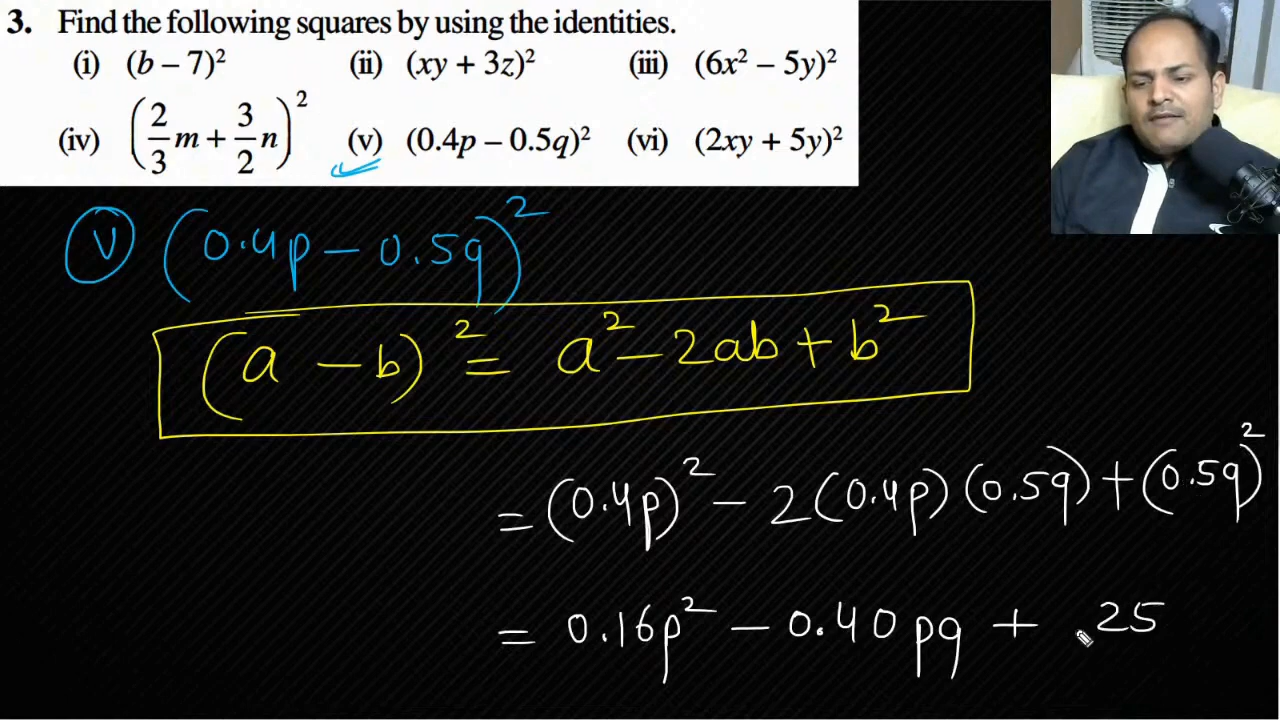 3. Find the following squares by using the identities.
(i) (b – 7)² (ii) (xy + 3z)² (iii) (6x² – 5y)²
(iv) (2/3 m + 3/2 n)² (v) (0.4p – 0.5q)² (vi) (2xy + 5y)²
(v) (0.4p – 0.5q)²
(a – b)² = a² – 2ab + b²
= (0.4p)² – 2(0.4p)(0.5q) + (0.5q)²
= 0.16p² – 0.40pq + .25